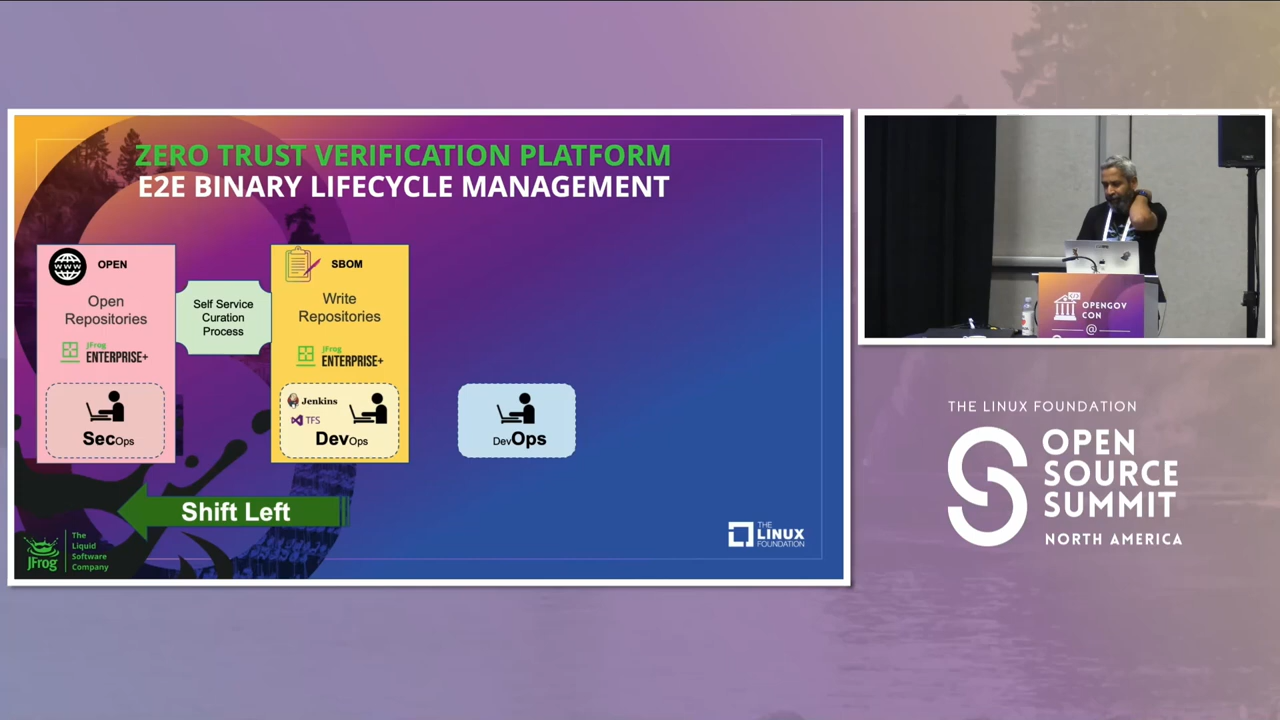 ZERO TRUST VERIFICATION PLATFORM
E2E BINARY LIFECYCLE MANAGEMENT
WWW
OPEN
Open
Repositories
JFrog
ENTERPRISE+
SecOps
Self Service
Curation
Process
SBOM
Write
Repositories
JFrog
ENTERPRISE+
Jenkins
TFS
DevOps
DevOps
Shift Left
JFrog
The
Liquid
Software
Company
THE
LINUX
FOUNDATION
OPENGOV
CON
@
THE LINUX FOUNDATION
OPEN
SOURCE
SUMMIT
NORTH AMERICA